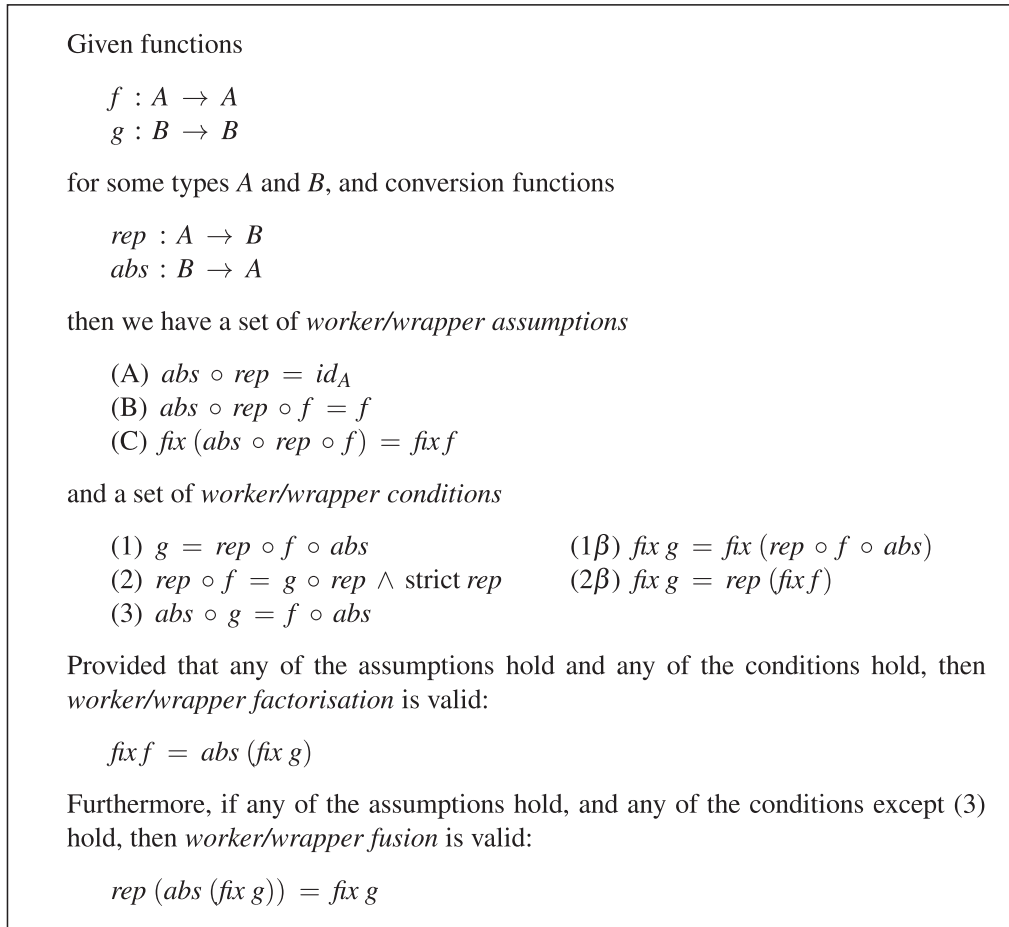 Given functions
f : A → A
g : B → B
for some types A and B, and conversion functions
rep : A → B
abs : B → A
then we have a set of worker/wrapper assumptions
(A) abs ∘ rep = id_A
(B) abs ∘ rep ∘ f = f
(C) fix (abs ∘ rep ∘ f) = fix f
and a set of worker/wrapper conditions
(1) g = rep ∘ f ∘ abs (1β) fix g = fix (rep ∘ f ∘ abs)
(2) rep ∘ f = g ∘ rep ∧ strict rep (2β) fix g = rep (fix f)
(3) abs ∘ g = f ∘ abs
Provided that any of the assumptions hold and any of the conditions hold, then
worker/wrapper factorisation is valid:
fix f = abs (fix g)
Furthermore, if any of the assumptions hold, and any of the conditions except (3)
hold, then worker/wrapper fusion is valid:
rep (abs (fix g)) = fix g